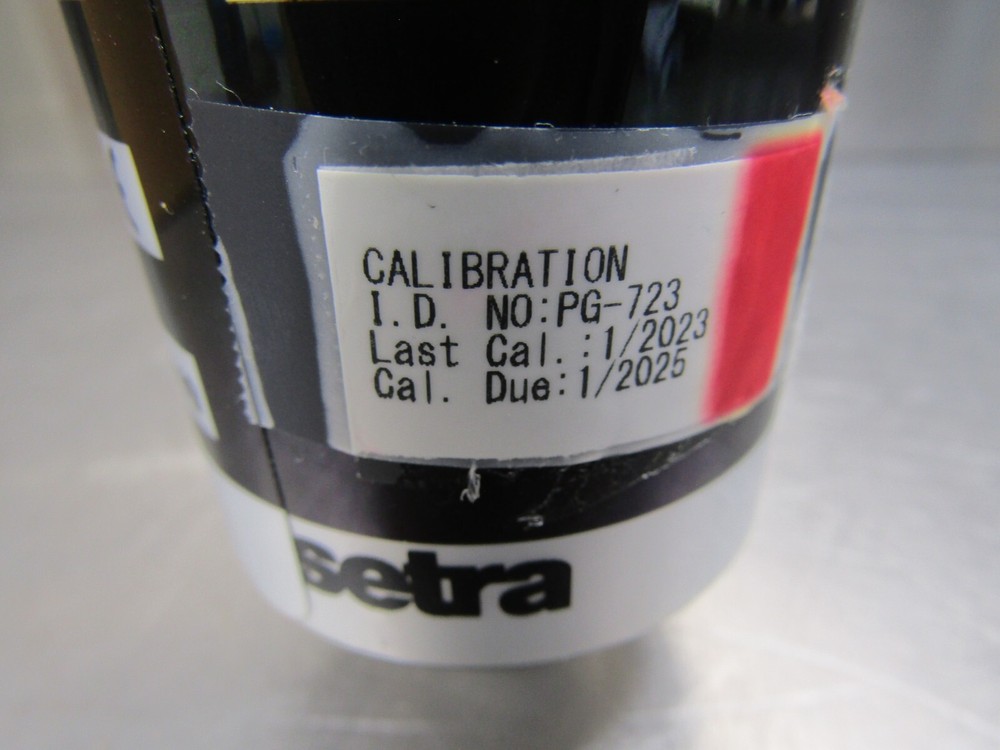 CALIBRATION
I.D. NO:PG-723
Last Cal.:1/2023
Cal. Due:1/2025
setra